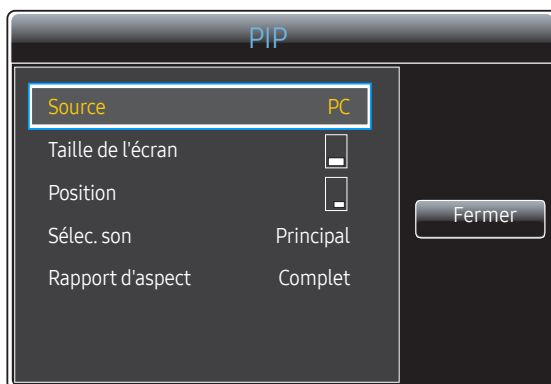 PIP
Source PC
Taille de l'écran
Position
Sélec. son Principal
Rapport d'aspect Complet
Fermer